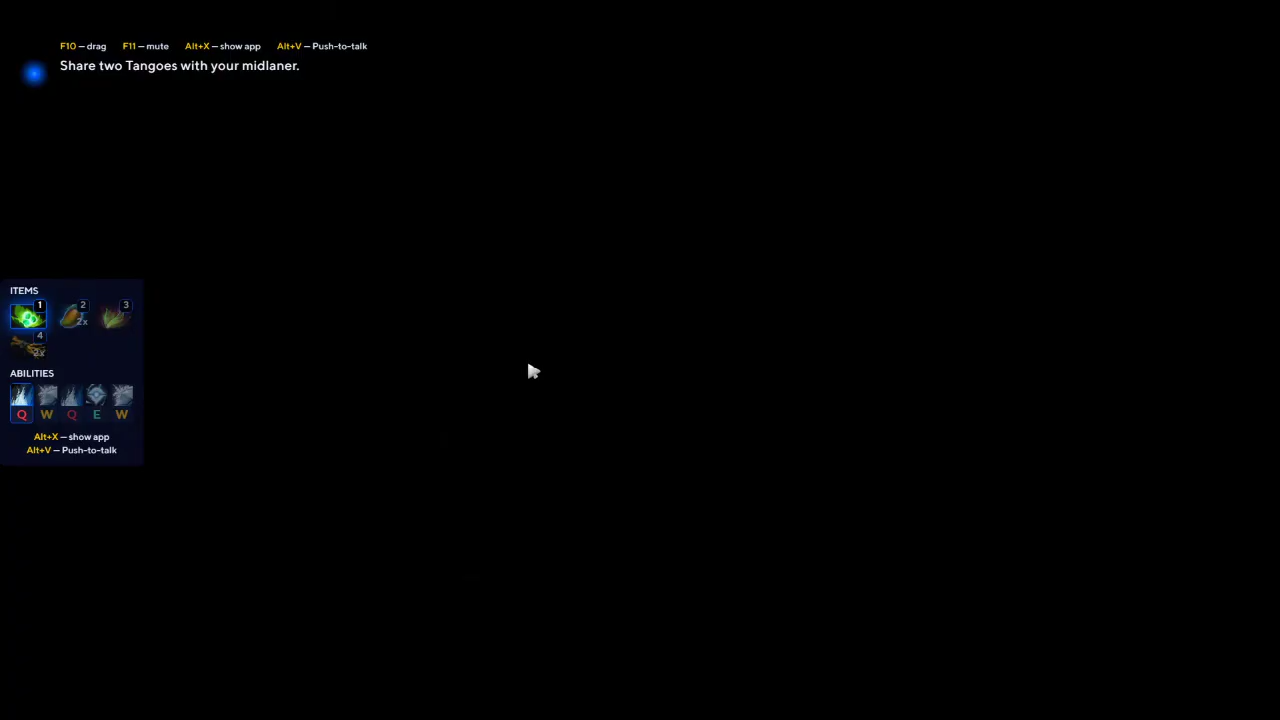 F10 — drag F11 — mute Alt+X — show app Alt+V — Push-to-talk
Share two Tangoes with your midlaner.
ITEMS
1 2 3
2x
4
2x
ABILITIES
Q W Q E W
Alt+X — show app
Alt+V — Push-to-talk